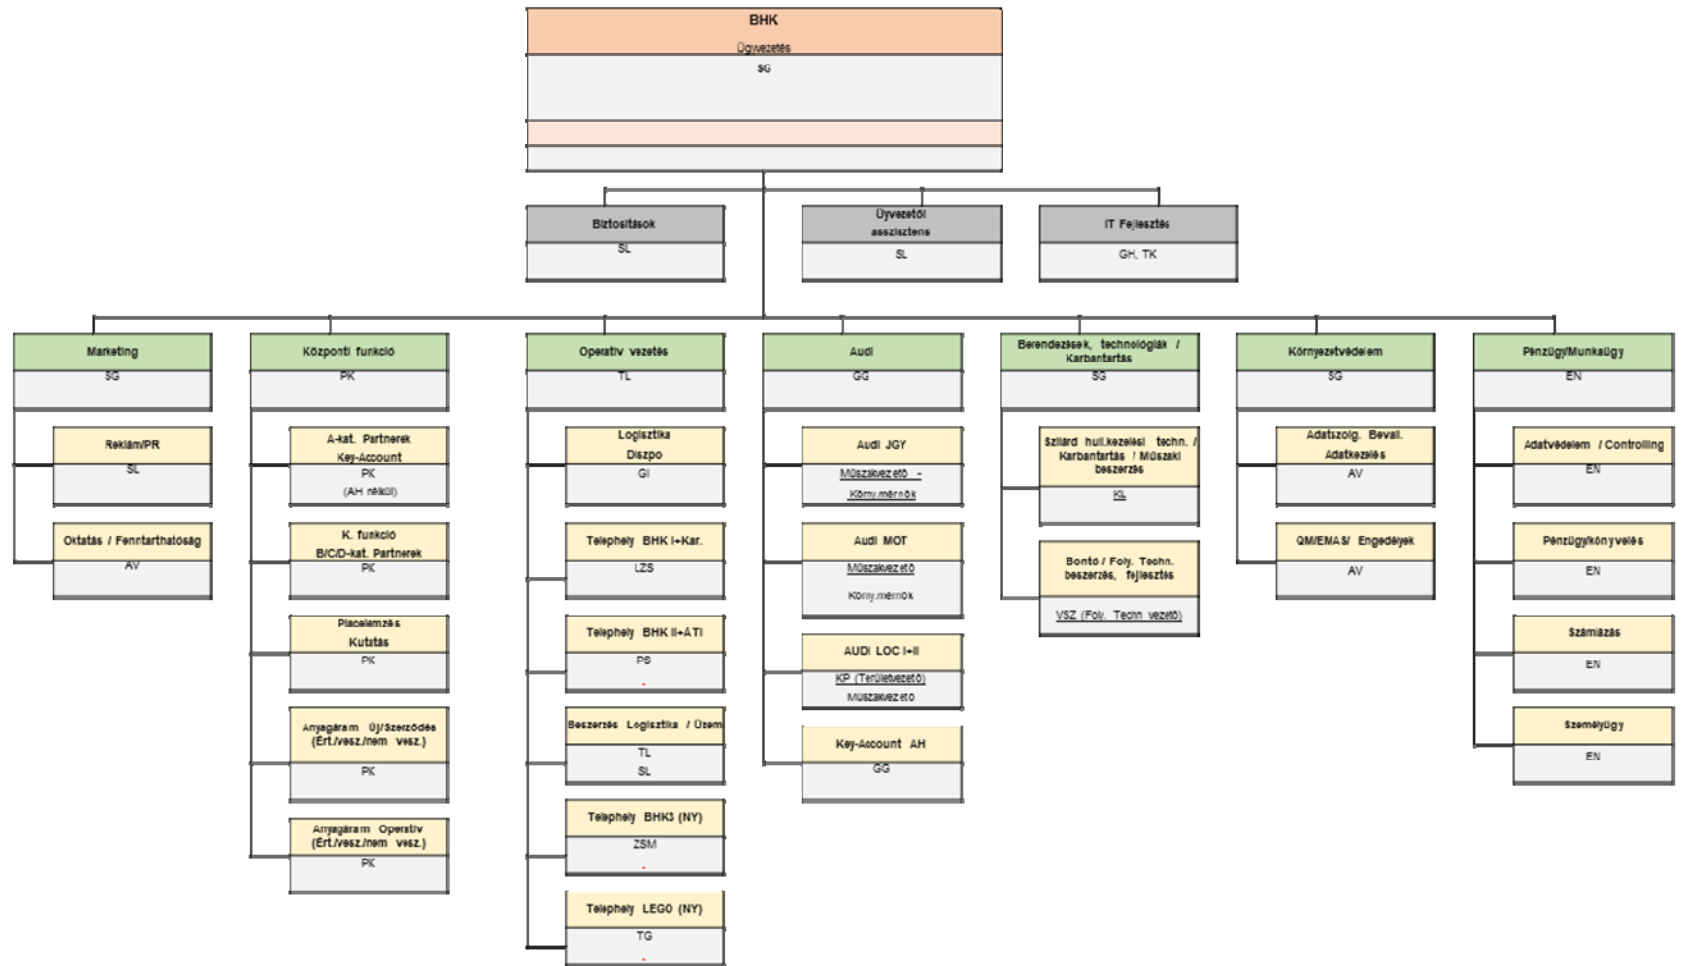 BHK
Ügyvezetés
SG
Biztosítások
SL
Üyvezetői
asszisztens
SL
IT Fejlesztés
GH, TK
Marketing
SG
Reklám/PR
SL
Oktatás / Fenntarthatóság
AV
Központi funkció
PK
A-kat. Partnerek
Key-Account
PK
(AH nélkül)
K. funkció
B/C/D-kat. Partnerek
PK
Piacelemzés
Kutatás
PK
Anyagáram Új/Szerződés
(Ért./vesz./nem vesz.)
PK
Anyagáram Operatív
(Ért./vesz./nem vesz.)
PK
Operatív vezetés
TL
Logisztika
Diszpo
GI
Telephely BHK I+Kar.
LZS
Telephely BHK II+ATI
PS
-
Beszerzés Logisztika / Üzem
TL
SL
Telephely BHK3 (NY)
ZSM
-
Telephely LEGO (NY)
TG
-
Audi
GG
Audi JGY
Műszakvezető -
Körny.mérnök
Audi MOT
Műszakvezető
Körny.mérnök
AUDI LOC I+II
KP (Területvezető)
Műszakvezető
Key-Account AH
GG
Berendezések, technológiák /
Karbantartás
SG
Szilárd hull.kezelési techn. /
Karbantartás / Műszaki
beszerzés
KL
Bontó / Foly. Techn.
beszerzés, fejlesztés
VSZ (Foly. Techn vezető)
Környezetvédelem
SG
Adatszolg. Bevall.
Adatkezelés
AV
QM/EMAS/ Engedélyek
AV
Pénzügy/Munkaügy
EN
Adatvédelem / Controlling
EN
Pénzügy/könyvelés
EN
Számlázás
EN
Személyügy
EN